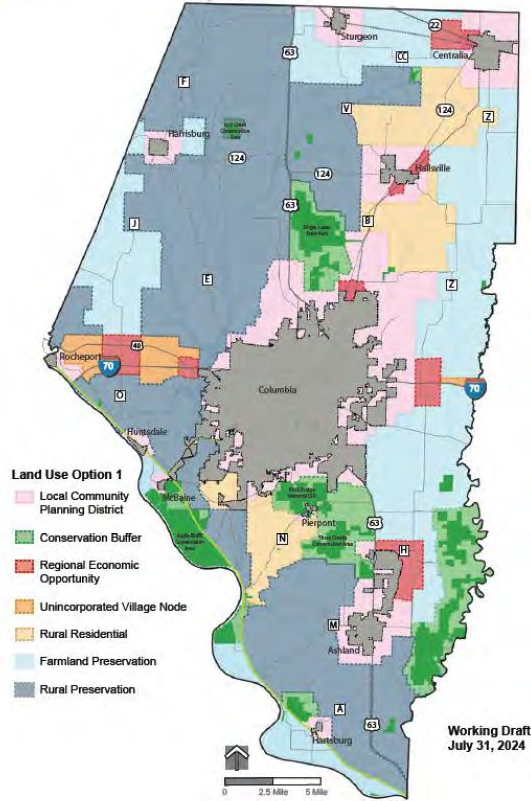 Sturgeon
22
63
Centralia
CC
F
V
124
Z
Harrisburg
124
124
Hallsville
63
J
B
E
Z
40
Rocheport
70
Columbia
70
O
Huntsdale
Land Use Option 1
Local Community
Planning District
Conservation Buffer
Regional Economic
Opportunity
Unincorporated Village Node
Rural Residential
Farmland Preservation
Rural Preservation
McBaine
Pierpont
63
N
H
M
Ashland
A
63
Hartsburg
Working Draft
July 31, 2024
0 2.5 Mile 5 Mile